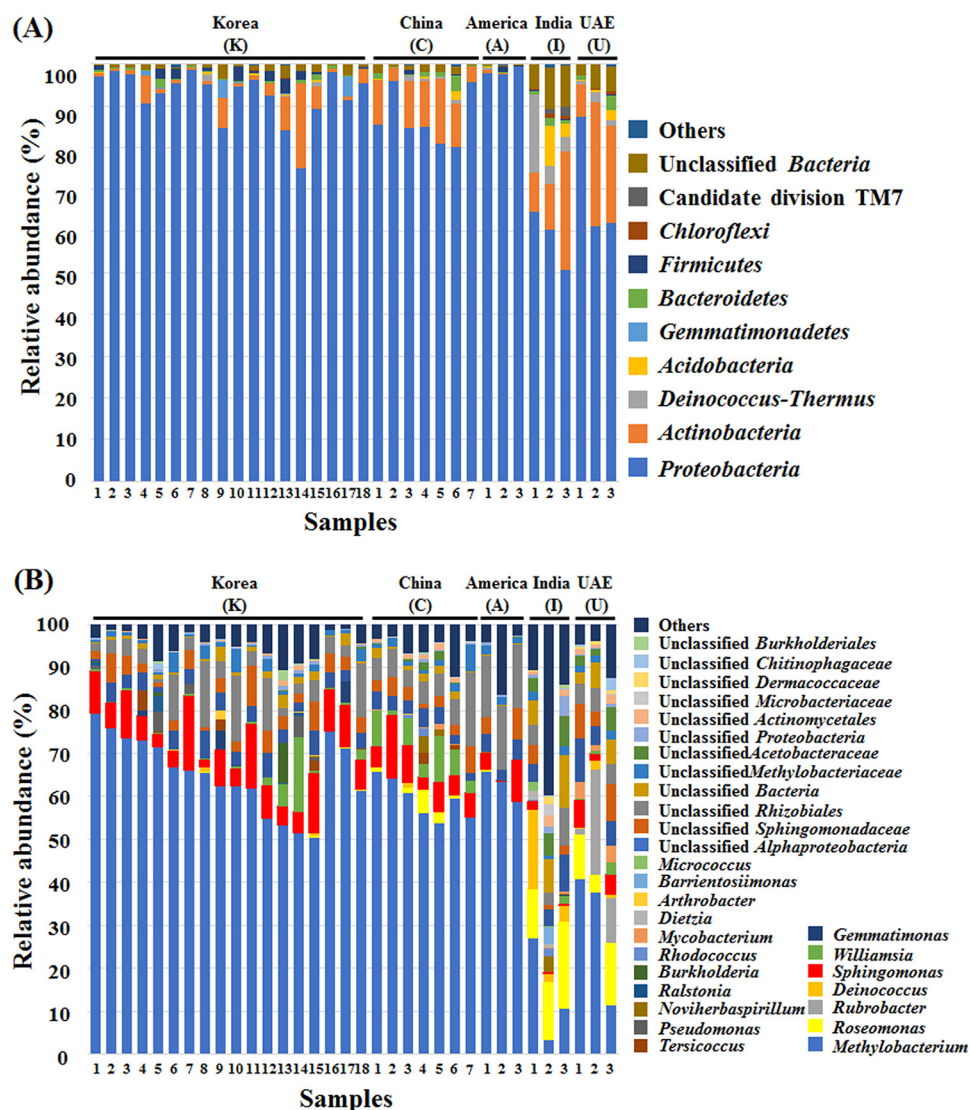 (A)
Korea China America India UAE
(K) (C) (A) (I) (U)
Relative abundance (%)
100
90
80
70
60
50
40
30
20
10
0
1 2 3 4 5 6 7 8 9 10 11 12 13 14 15 16 17 18 1 2 3 4 5 6 7 1 2 3 1 2 3 1 2 3
Samples
Others
Unclassified Bacteria
Candidate division TM7
Chloroflexi
Firmicutes
Bacteroidetes
Gemmatimonadetes
Acidobacteria
Deinococcus-Thermus
Actinobacteria
Proteobacteria
(B)
Korea China America India UAE
(K) (C) (A) (I) (U)
Relative abundance (%)
100
90
80
70
60
50
40
30
20
10
0
1 2 3 4 5 6 7 8 9 10 11 12 13 14 15 16 17 18 1 2 3 4 5 6 7 1 2 3 1 2 3 1 2 3
Samples
Others
Unclassified Burkholderiales
Unclassified Chitinophagaceae
Unclassified Dermacoccaceae
Unclassified Microbacteriaceae
Unclassified Actinomycetales
Unclassified Proteobacteria
UnclassifiedAcetobacteraceae
UnclassifiedMethylobacteriaceae
Unclassified Bacteria
Unclassified Rhizobiales
Unclassified Sphingomonadaceae
Unclassified Alphaproteobacteria
Micrococcus
Barrientosiimonas
Arthrobacter
Dietzia
Mycobacterium
Rhodococcus
Burkholderia
Ralstonia
Noviherbaspirillum
Pseudomonas
Tersicoccus
Gemmatimonas
Williamsia
Sphingomonas
Deinococcus
Rubrobacter
Roseomonas
Methylobacterium